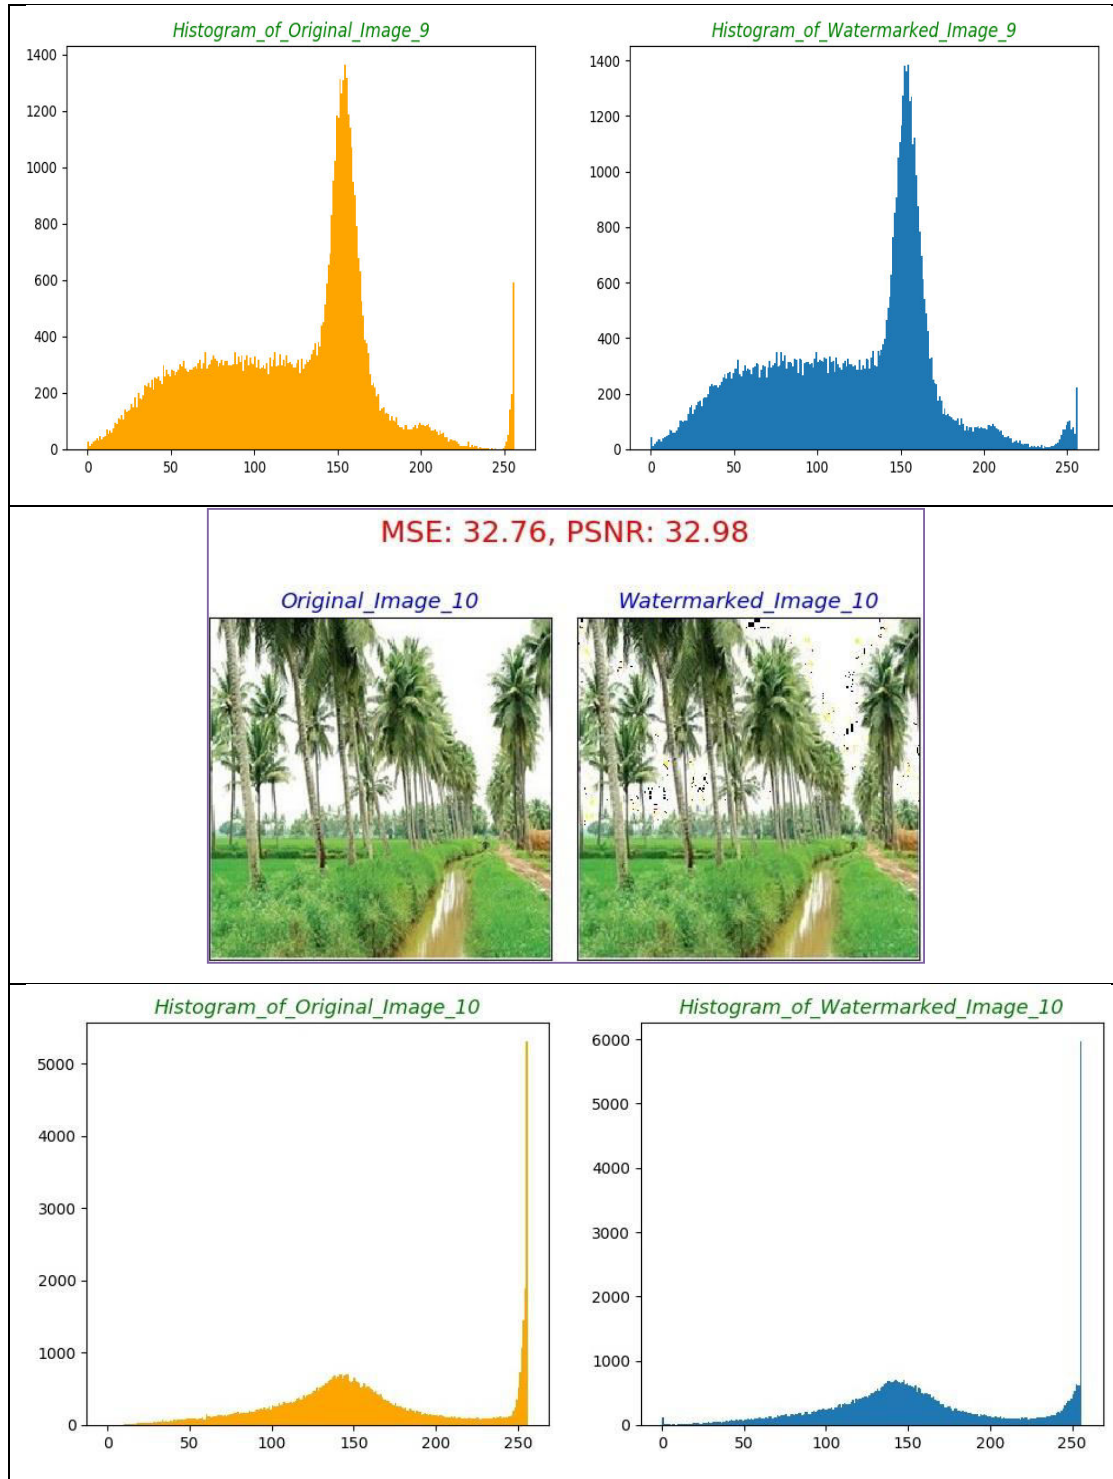 Histogram_of_Original_Image_9
Histogram_of_Watermarked_Image_9
1400
1200
1000
800
600
400
200
0
0 50 100 150 200 250
1400
1200
1000
800
600
400
200
0
0 50 100 150 200 250
MSE: 32.76, PSNR: 32.98
Original_Image_10
Watermarked_Image_10
Histogram_of_Original_Image_10
Histogram_of_Watermarked_Image_10
5000
4000
3000
2000
1000
0
0 50 100 150 200 250
6000
5000
4000
3000
2000
1000
0
0 50 100 150 200 250